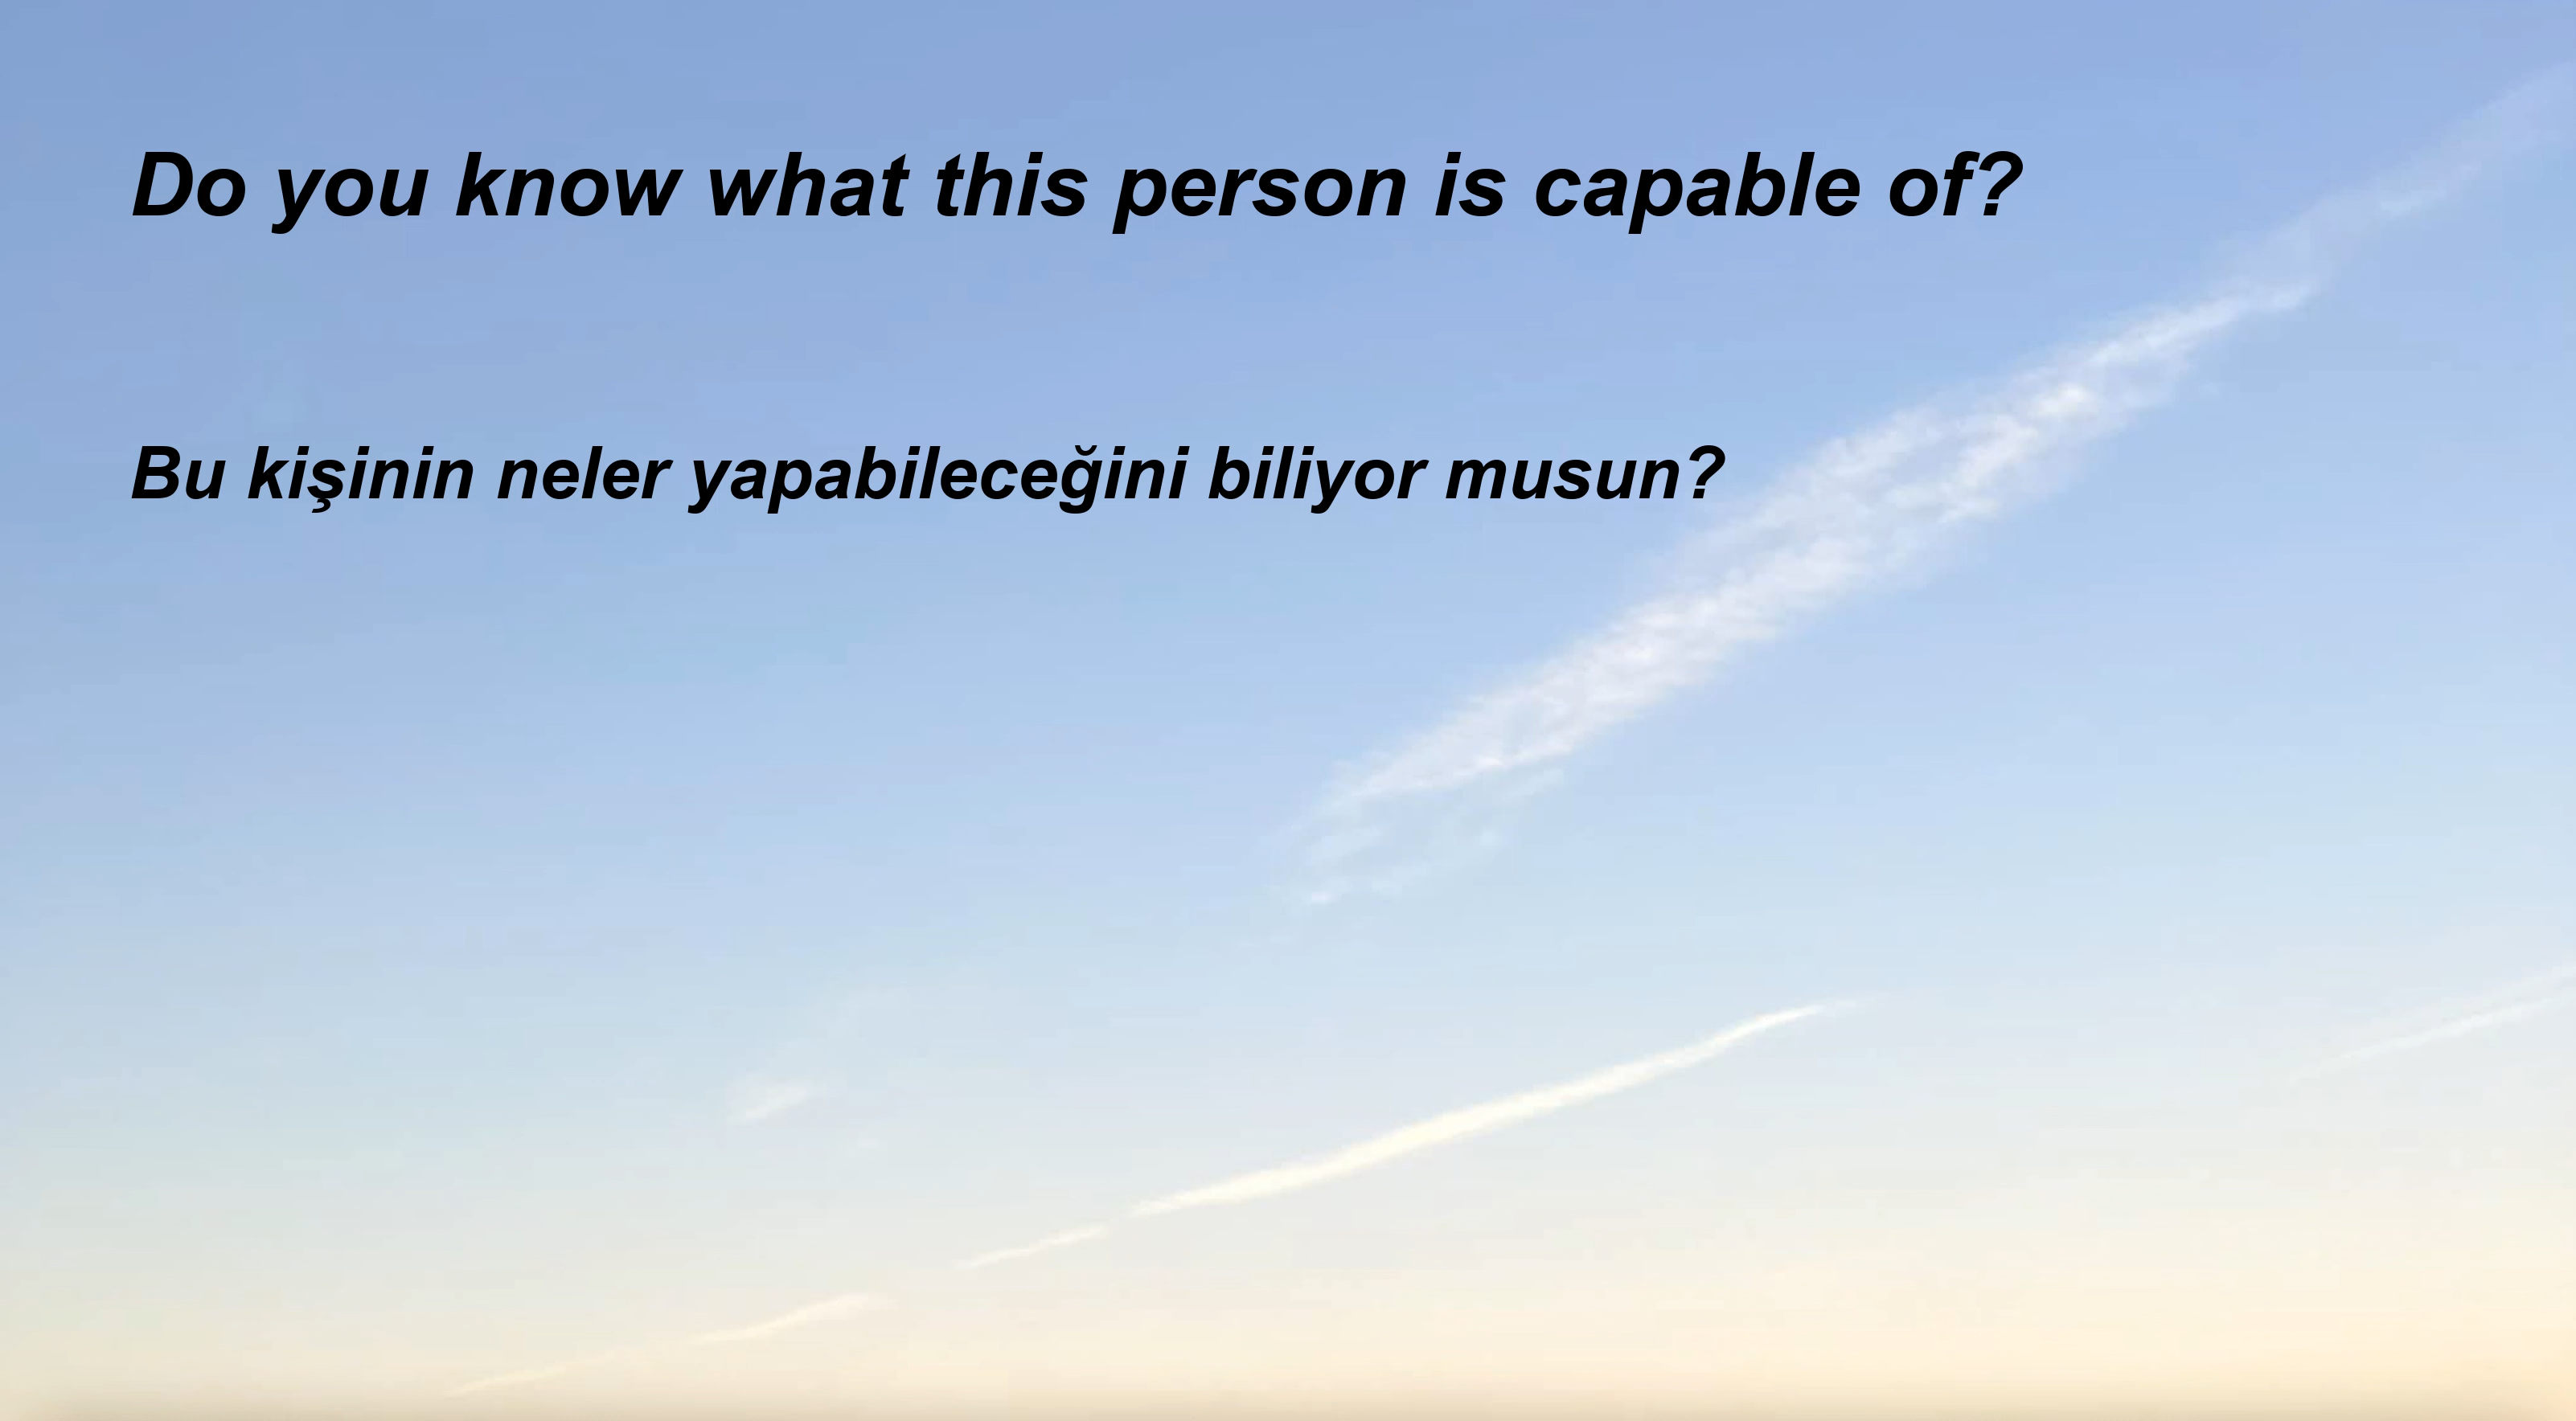 Do you know what this person is capable of?
Bu kişinin neler yapabileceğini biliyor musun?